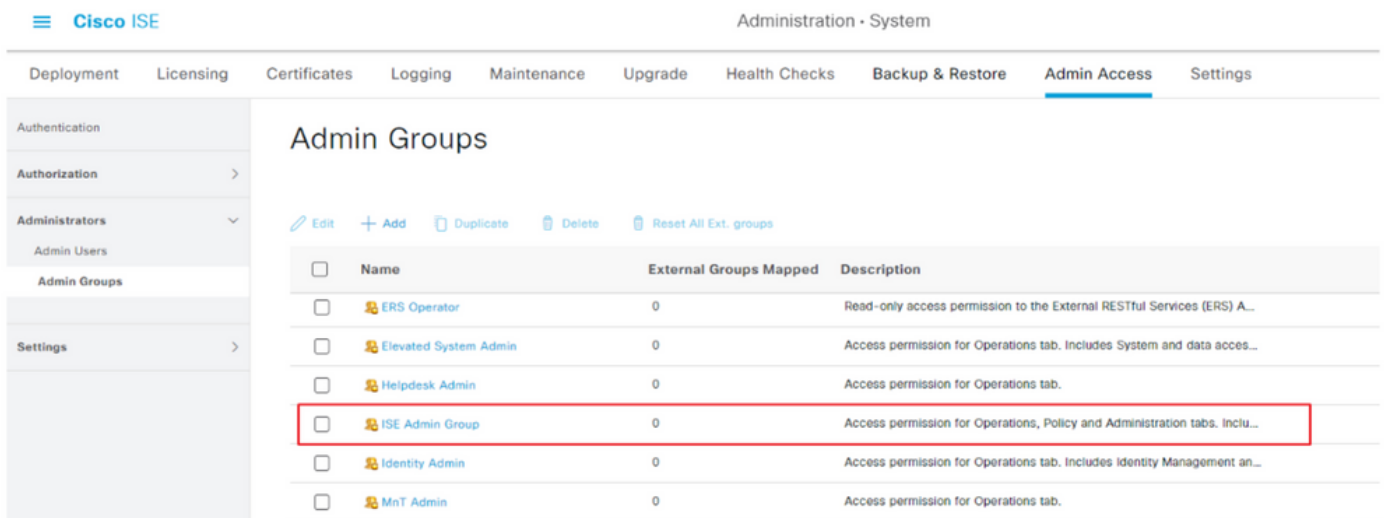 Cisco ISE
Administration · System
Deployment Licensing Certificates Logging Maintenance Upgrade Health Checks Backup & Restore Admin Access Settings
Authentication
Authorization
Administrators
Admin Users
Admin Groups
Settings
Admin Groups
Edit Add Duplicate Delete Reset All Ext. groups
Name External Groups Mapped Description
ERS Operator 0 Read-only access permission to the External RESTful Services (ERS) A...
Elevated System Admin 0 Access permission for Operations tab. Includes System and data acces...
Helpdesk Admin 0 Access permission for Operations tab.
ISE Admin Group 0 Access permission for Operations, Policy and Administration tabs. Inclu...
Identity Admin 0 Access permission for Operations tab. Includes Identity Management an...
MnT Admin 0 Access permission for Operations tab.